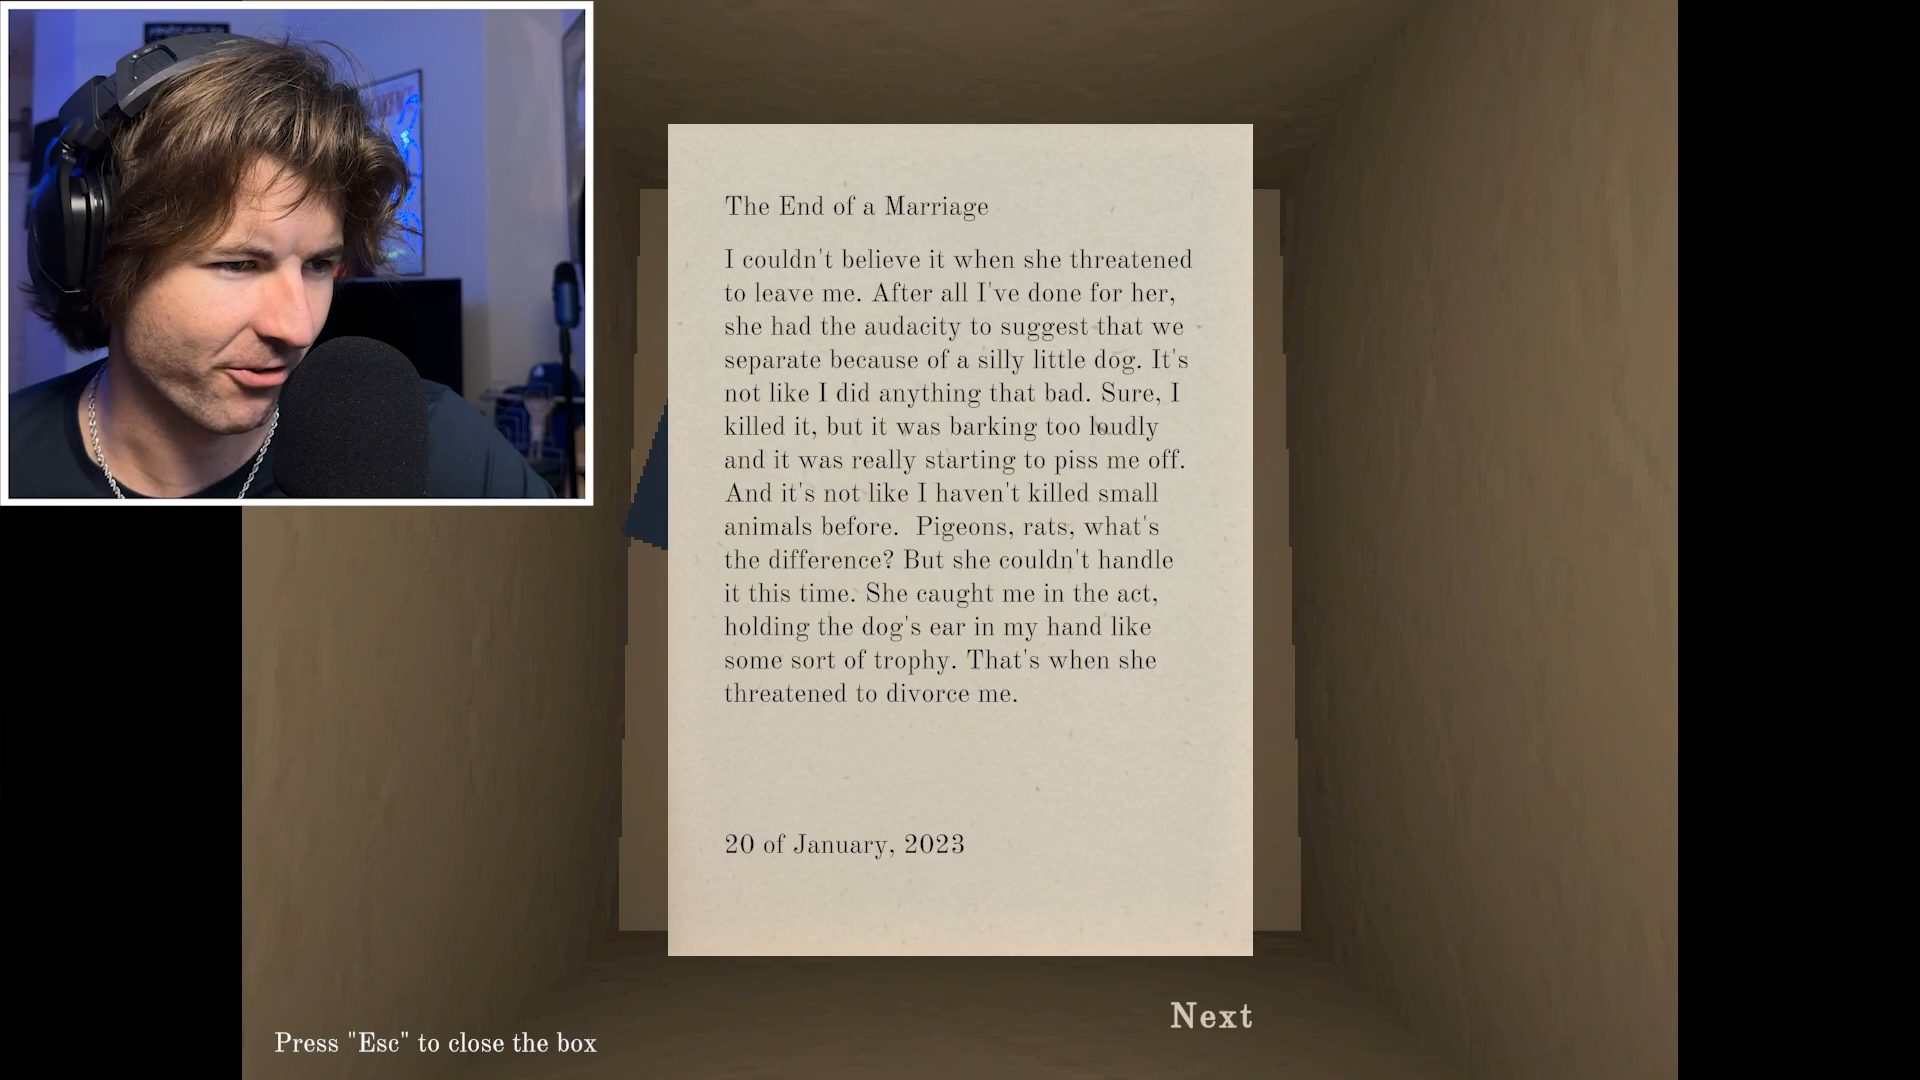 The End of a Marriage
I couldn't believe it when she threatened
to leave me. After all I've done for her,
she had the audacity to suggest that we
separate because of a silly little dog. It's
not like I did anything that bad. Sure, I
killed it, but it was barking too loudly
and it was really starting to piss me off.
And it's not like I haven't killed small
animals before.  Pigeons, rats, what's
the difference? But she couldn't handle
it this time. She caught me in the act,
holding the dog's ear in my hand like
some sort of trophy. That's when she
threatened to divorce me.
20 of January, 2023
Next
Press "Esc" to close the box